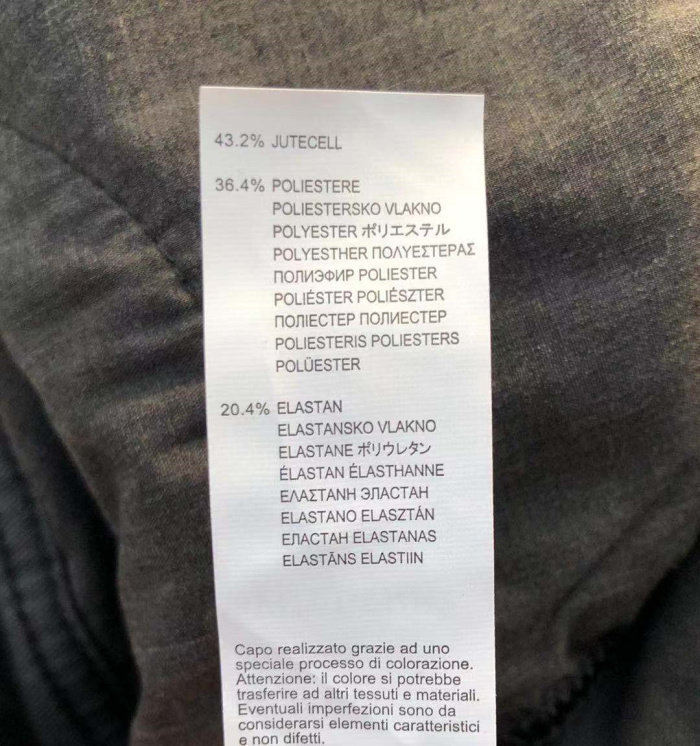 43.2% JUTECELL
36.4% POLIESTERE
POLIESTERSKO VLAKNO
POLYESTER ポリエステル
POLYESTHER ΠΟΛΥΕΣΤΕΡΑΣ
ПОЛИЭФИР POLIESTER
POLIÉSTER POLIÉSZTER
ПОЛІЕСТЕР ПОЛИЕСТЕР
POLIESTERIS POLIESTERS
POLÜESTER
20.4% ELASTAN
ELASTANSKO VLAKNO
ELASTANE ポリウレタン
ÉLASTAN ÉLASTHANNE
ΕΛΑΣΤΑΝΗ ЭЛАСТАН
ELASTANO ELASZTÁN
ЕЛАСТАН ELASTANAS
ELASTĀNS ELASTIIN
Capo realizzato grazie ad uno
speciale processo di colorazione.
Attenzione: il colore si potrebbe
trasferire ad altri tessuti e materiali.
Eventuali imperfezioni sono da
considerarsi elementi caratteristici
e non difetti.